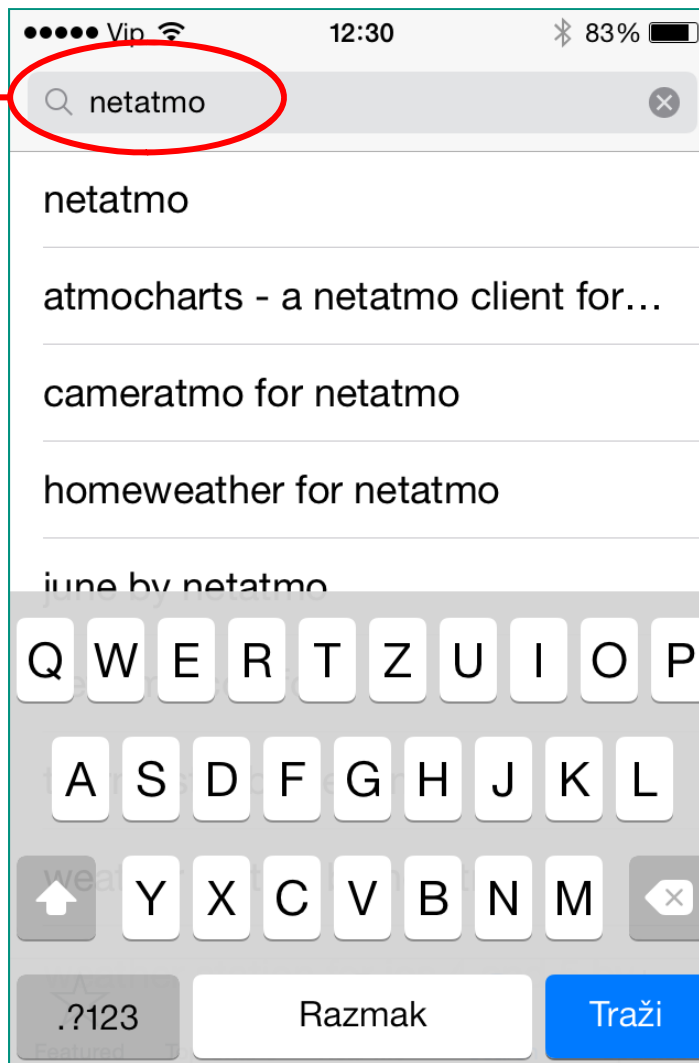 Vip 12:30 83%
netatmo
netatmo
atmocharts - a netatmo client for...
cameratmo for netatmo
homeweather for netatmo
june by netatmo
Q W E R T Z U I O P
A S D F G H J K L
Y X C V B N M
.?123 Razmak Traži
Featured